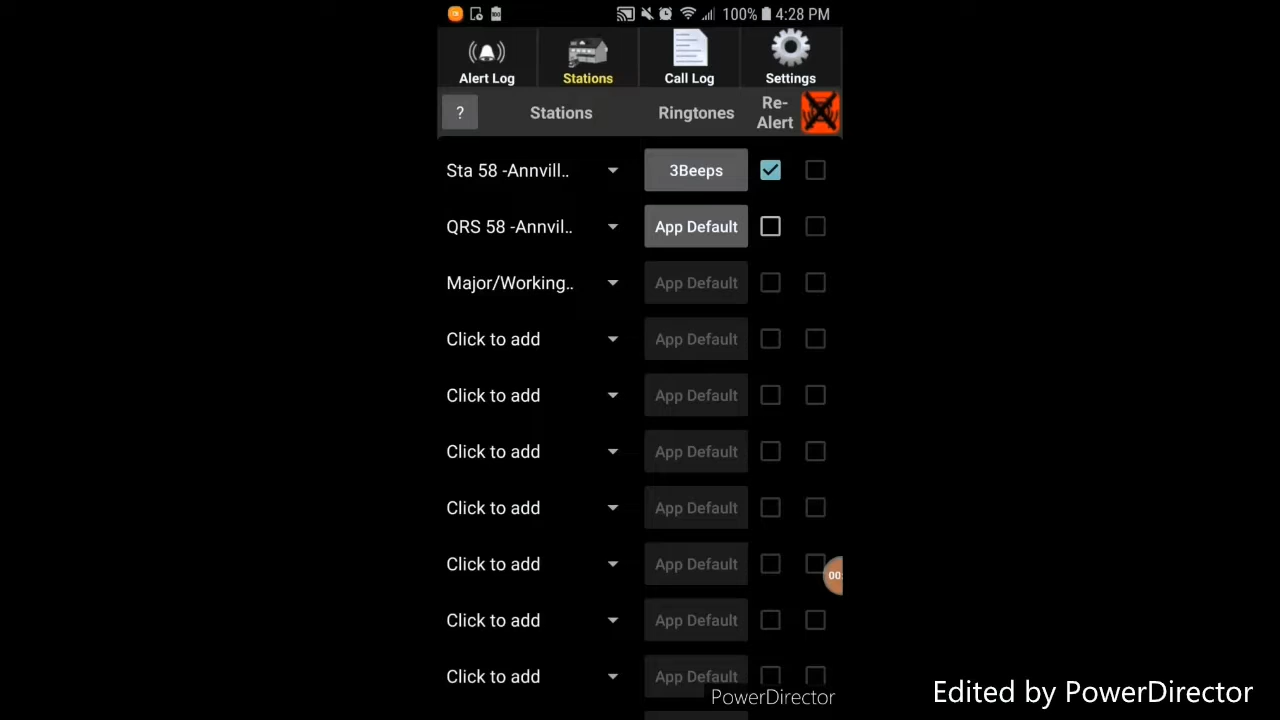 100% 4:28 PM
Alert Log Stations Call Log Settings
? Stations Ringtones Re-Alert
Sta 58 -Annvill.. 3Beeps
QRS 58 -Annvil.. App Default
Major/Working.. App Default
Click to add App Default
Click to add App Default
Click to add App Default
Click to add App Default
Click to add App Default
Click to add App Default
Click to add App Default
00:
PowerDirector
Edited by PowerDirector